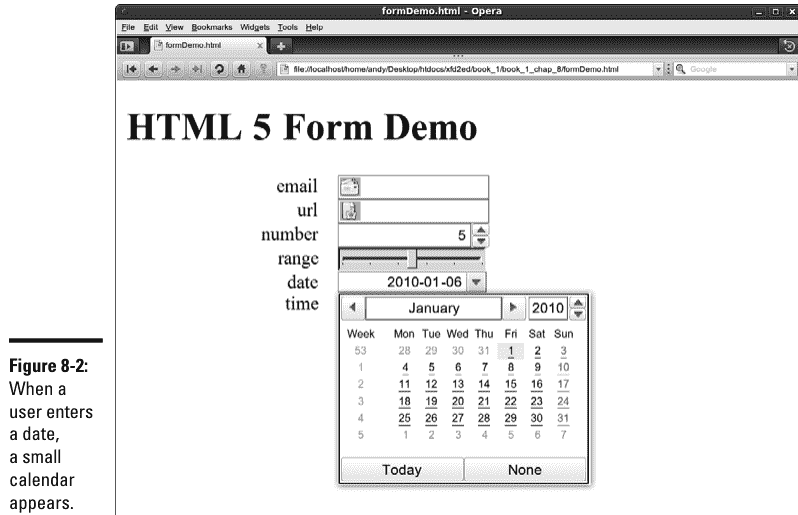 formDemo.html - Opera
File Edit View Bookmarks Widgets Tools Help
formDemo.html x
file://localhost/home/andy/Desktop/htdocs/xfd2ed/book_1/book_1_chap_8/formDemo.html Google
HTML 5 Form Demo
email
url
number 5
range
date 2010-01-06
time
January 2010
Week Mon Tue Wed Thu Fri Sat Sun
53 28 29 30 31 1 2 3
1 4 5 6 7 8 9 10
2 11 12 13 14 15 16 17
3 18 19 20 21 22 23 24
4 25 26 27 28 29 30 31
5 1 2 3 4 5 6 7
Today None
Figure 8-2:
When a
user enters
a date,
a small
calendar
appears.